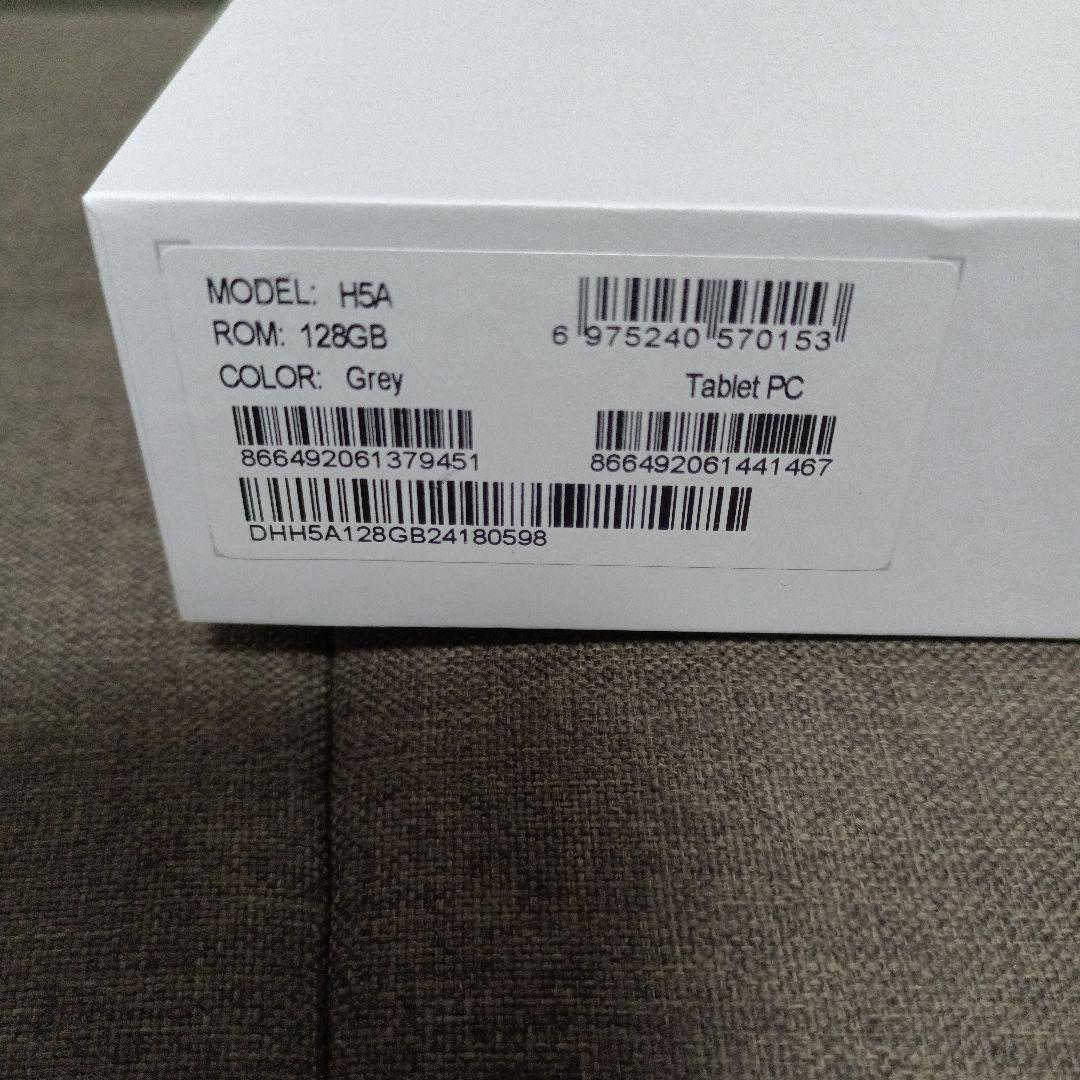 MODEL: H5A
ROM: 128GB
COLOR: Grey
6 975240 570153
Tablet PC
866492061379451
866492061441467
DHH5A128GB24180598